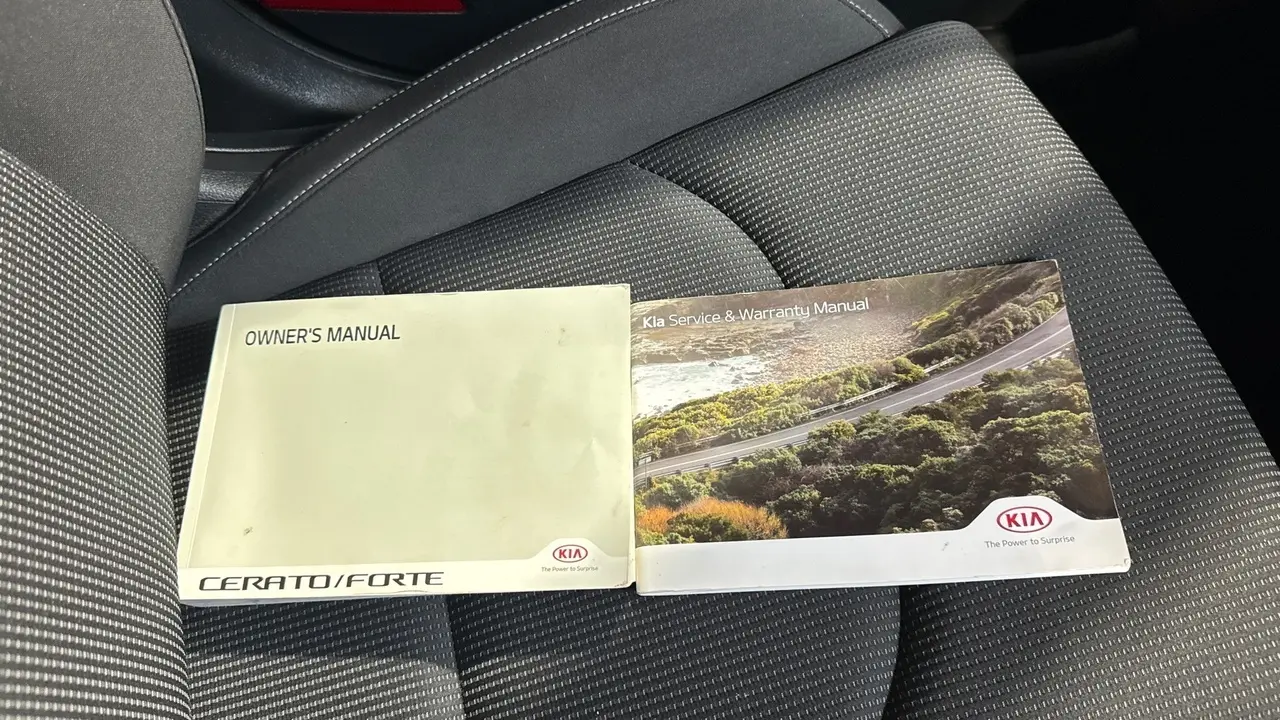 OWNER'S MANUAL
KIA
The Power to Surprise
CERATO/FORTE
Kia Service & Warranty Manual
KIA
The Power to Surprise